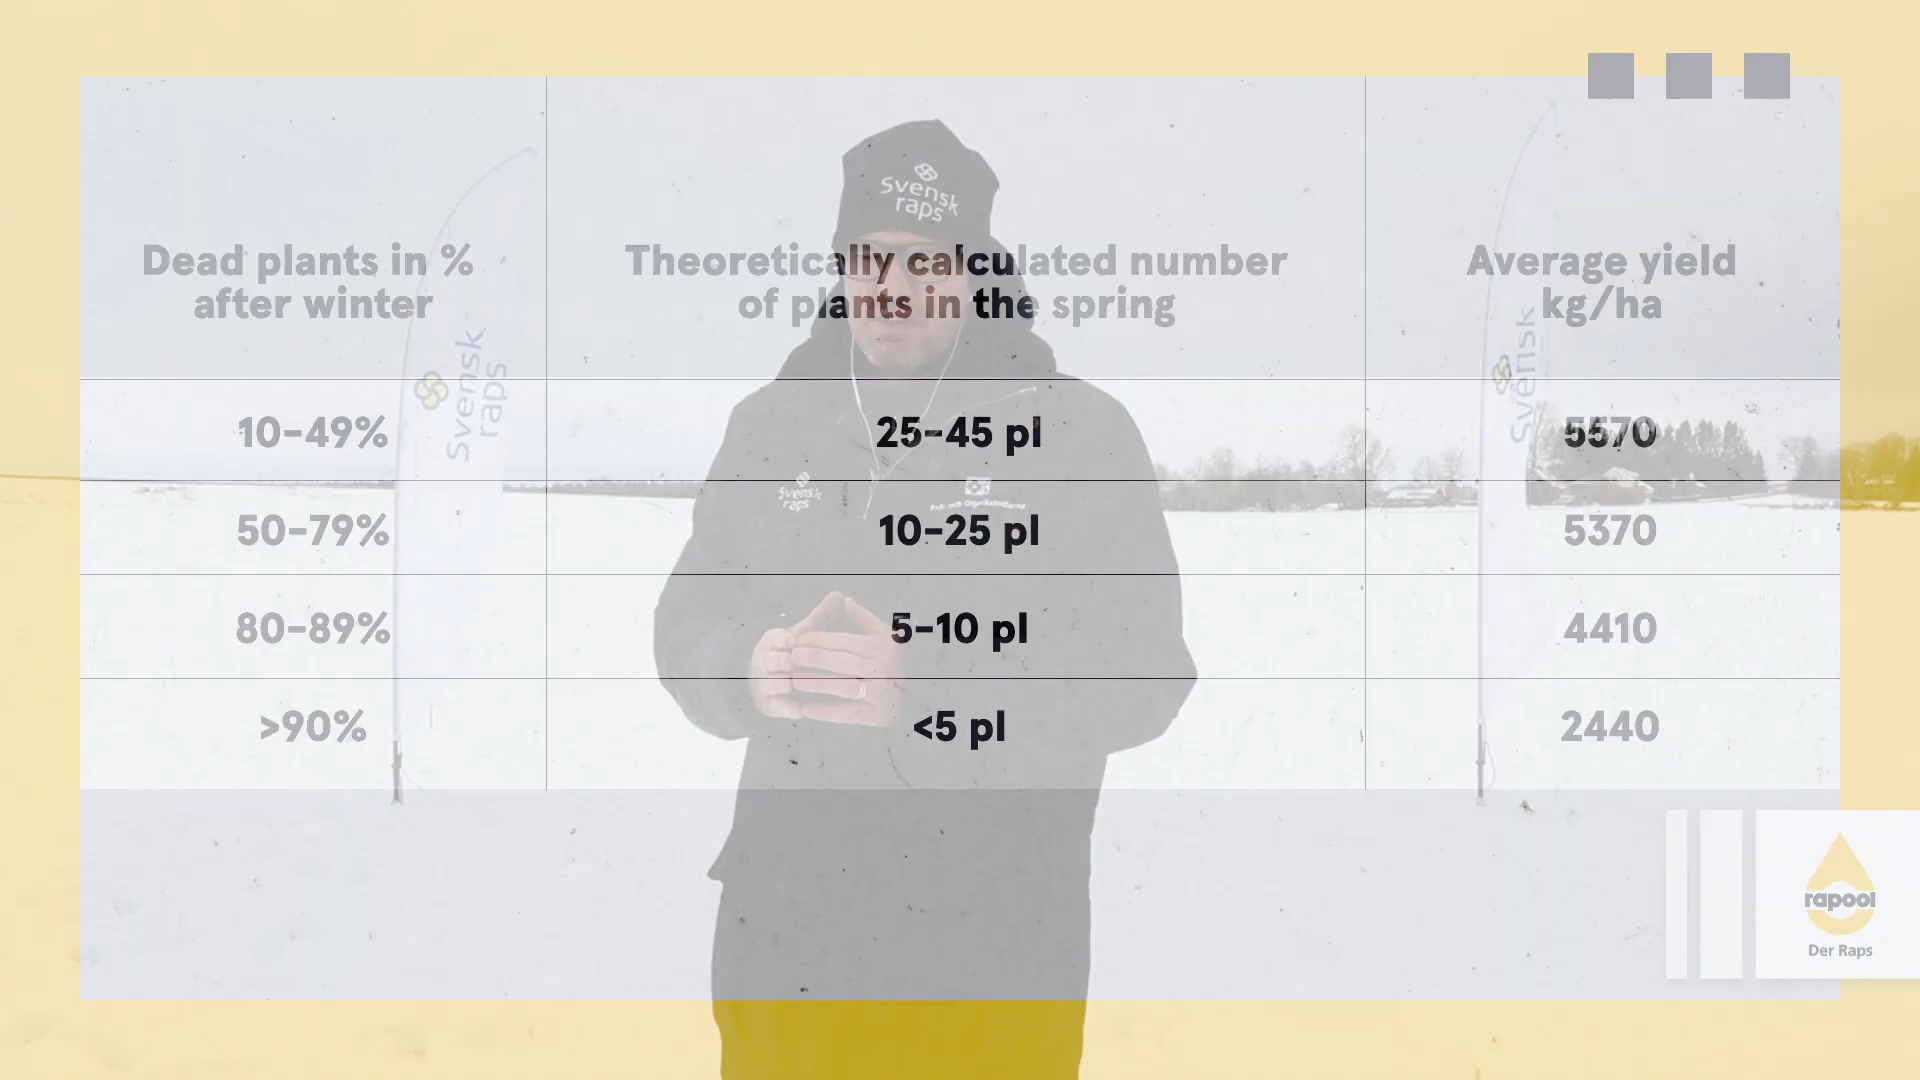 Svensk
raps
Dead plants in %
after winter
Theoretically calculated number
of plants in the spring
Average yield
kg/ha
Svensk
raps
Svensk
10-49%
25-45 pl
5570
Svensk
raps
50-79%
10-25 pl
5370
80-89%
5-10 pl
4410
>90%
<5 pl
2440
rapool
Der Raps